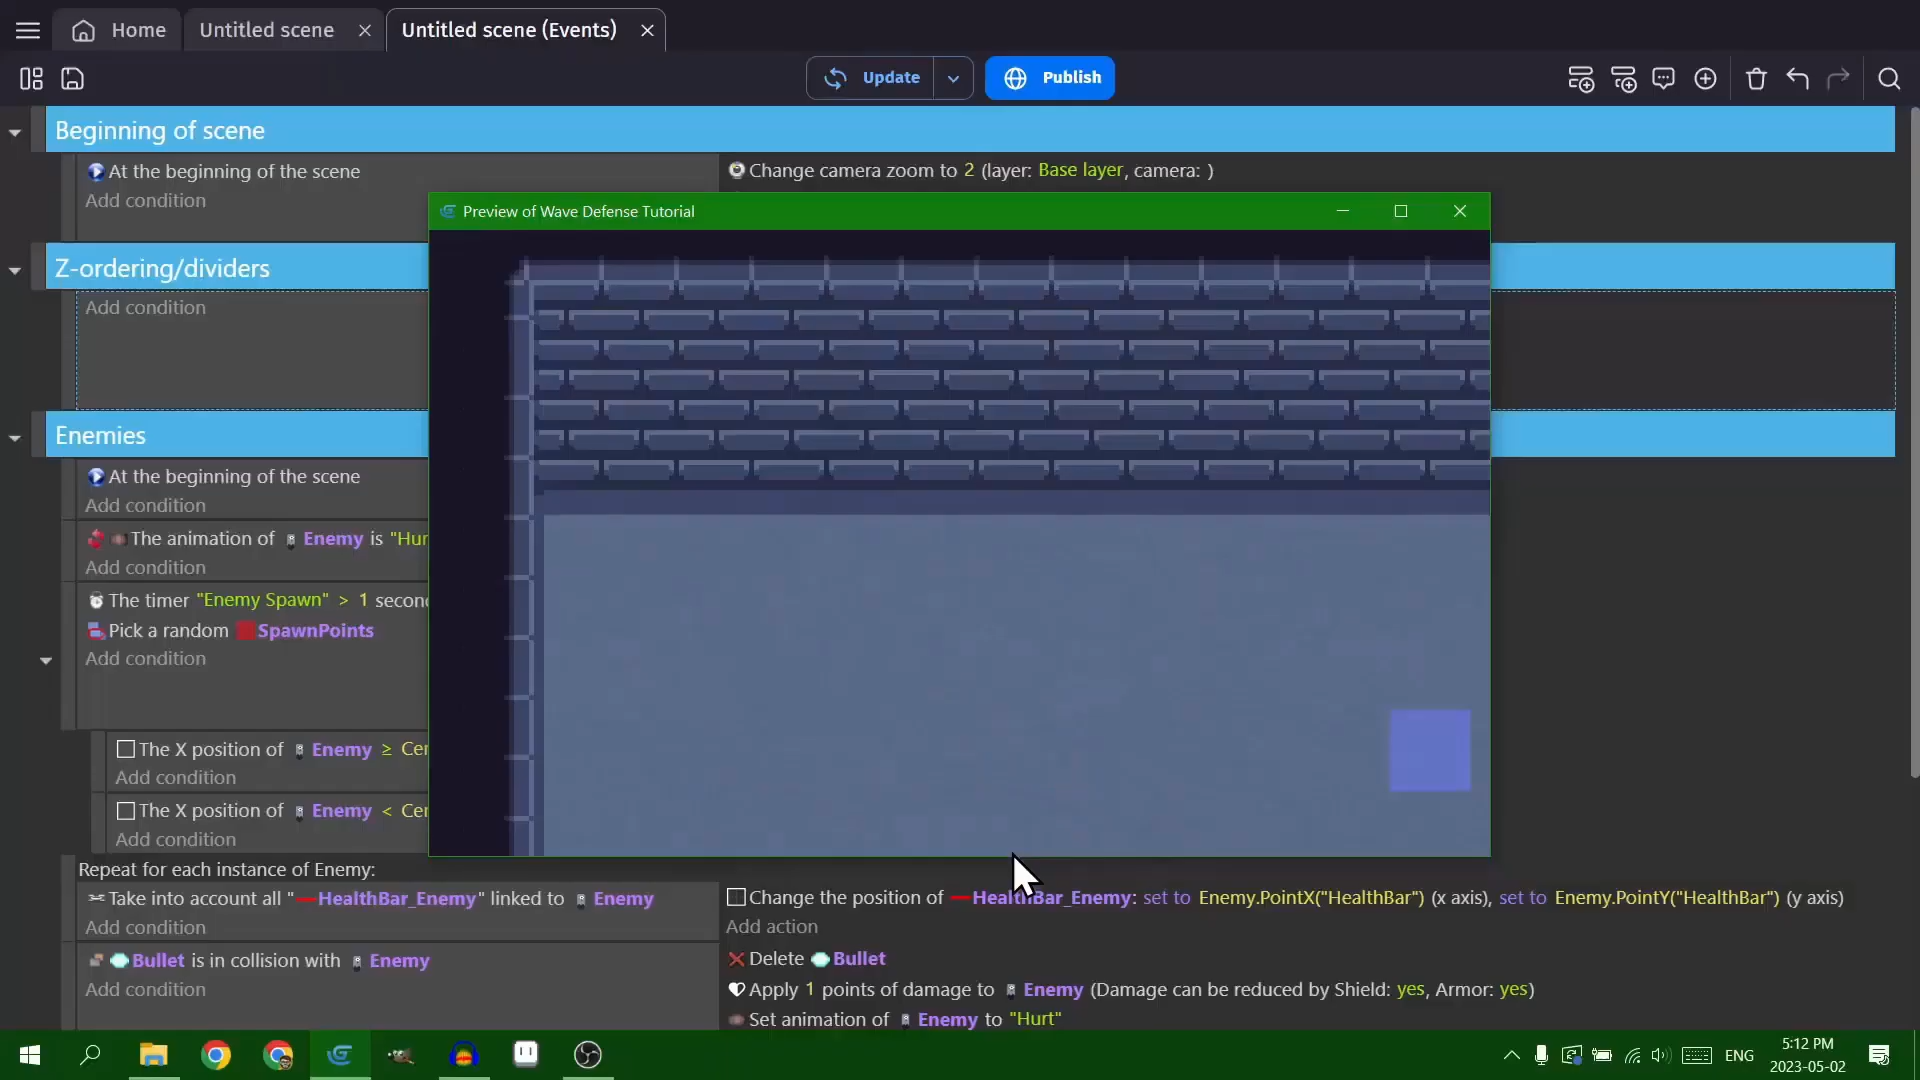 Home
Untitled scene
Untitled scene (Events)
Update
Publish
Beginning of scene
At the beginning of the scene
Add condition
Change camera zoom to 2 (layer: Base layer, camera: )
Preview of Wave Defense Tutorial
Z-ordering/dividers
Add condition
Enemies
At the beginning of the scene
Add condition
The animation of Enemy is "Hur
Add condition
The timer "Enemy Spawn" > 1 secon
Pick a random SpawnPoints
Add condition
The X position of Enemy ≥ Cer
Add condition
The X position of Enemy < Cer
Add condition
Repeat for each instance of Enemy:
Take into account all "HealthBar_Enemy" linked to Enemy
Add condition
Change the position of HealthBar_Enemy: set to Enemy.PointX("HealthBar") (x axis), set to Enemy.PointY("HealthBar") (y axis)
Add action
Bullet is in collision with Enemy
Add condition
Delete Bullet
Apply 1 points of damage to Enemy (Damage can be reduced by Shield: yes, Armor: yes)
Set animation of Enemy to "Hurt"
ENG
5:12 PM
2023-05-02